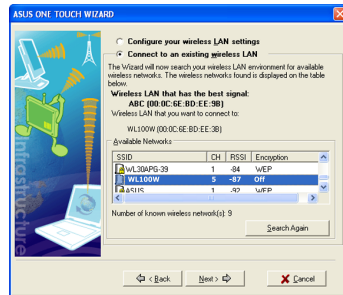 ASUS ONE TOUCH WIZARD
Configure your wireless LAN settings
Connect to an existing wireless LAN
The Wizard will now search your wireless LAN environment for available
wireless networks. The wireless networks found is displayed on the table
below.
Wireless LAN that has the best signal:
ABC (00:0C:6E:BD:EE:9B)
Wireless LAN that you want to connect to:
WL100W (00:0C:6E:BD:EE:3B)
Available Networks
SSID CH RSSI Encryption
WL30APG-39 1 -84 WEP
WL100W 5 -87 Off
ASUS 1 -92 WEP
Number of known wireless network(s): 9
Search Again
< Back Next > Cancel
Infrastructure